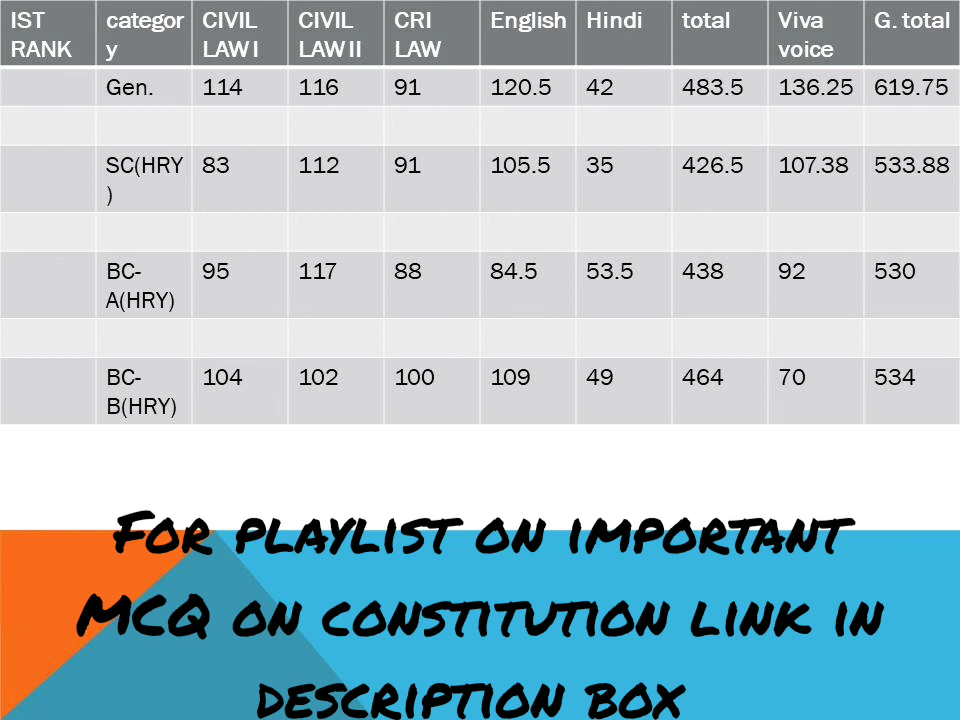 IST RANK categor y CIVIL LAW I CIVIL LAW II CRI LAW English Hindi total Viva voice G. total
Gen. 114 116 91 120.5 42 483.5 136.25 619.75
SC(HRY ) 83 112 91 105.5 35 426.5 107.38 533.88
BC- A(HRY) 95 117 88 84.5 53.5 438 92 530
BC- B(HRY) 104 102 100 109 49 464 70 534
For playlist on important
MCQ on constitution link in
description box